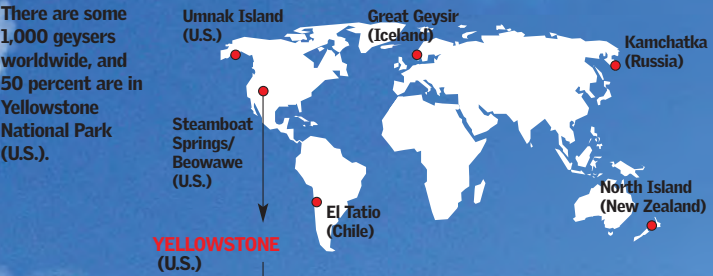 There are some
1,000 geysers
worldwide, and
50 percent are in
Yellowstone
National Park
(U.S.).
Umnak Island
(U.S.)
Great Geysir
(Iceland)
Kamchatka
(Russia)
Steamboat
Springs/
Beowawe
(U.S.)
El Tatio
(Chile)
North Island
(New Zealand)
YELLOWSTONE
(U.S.)